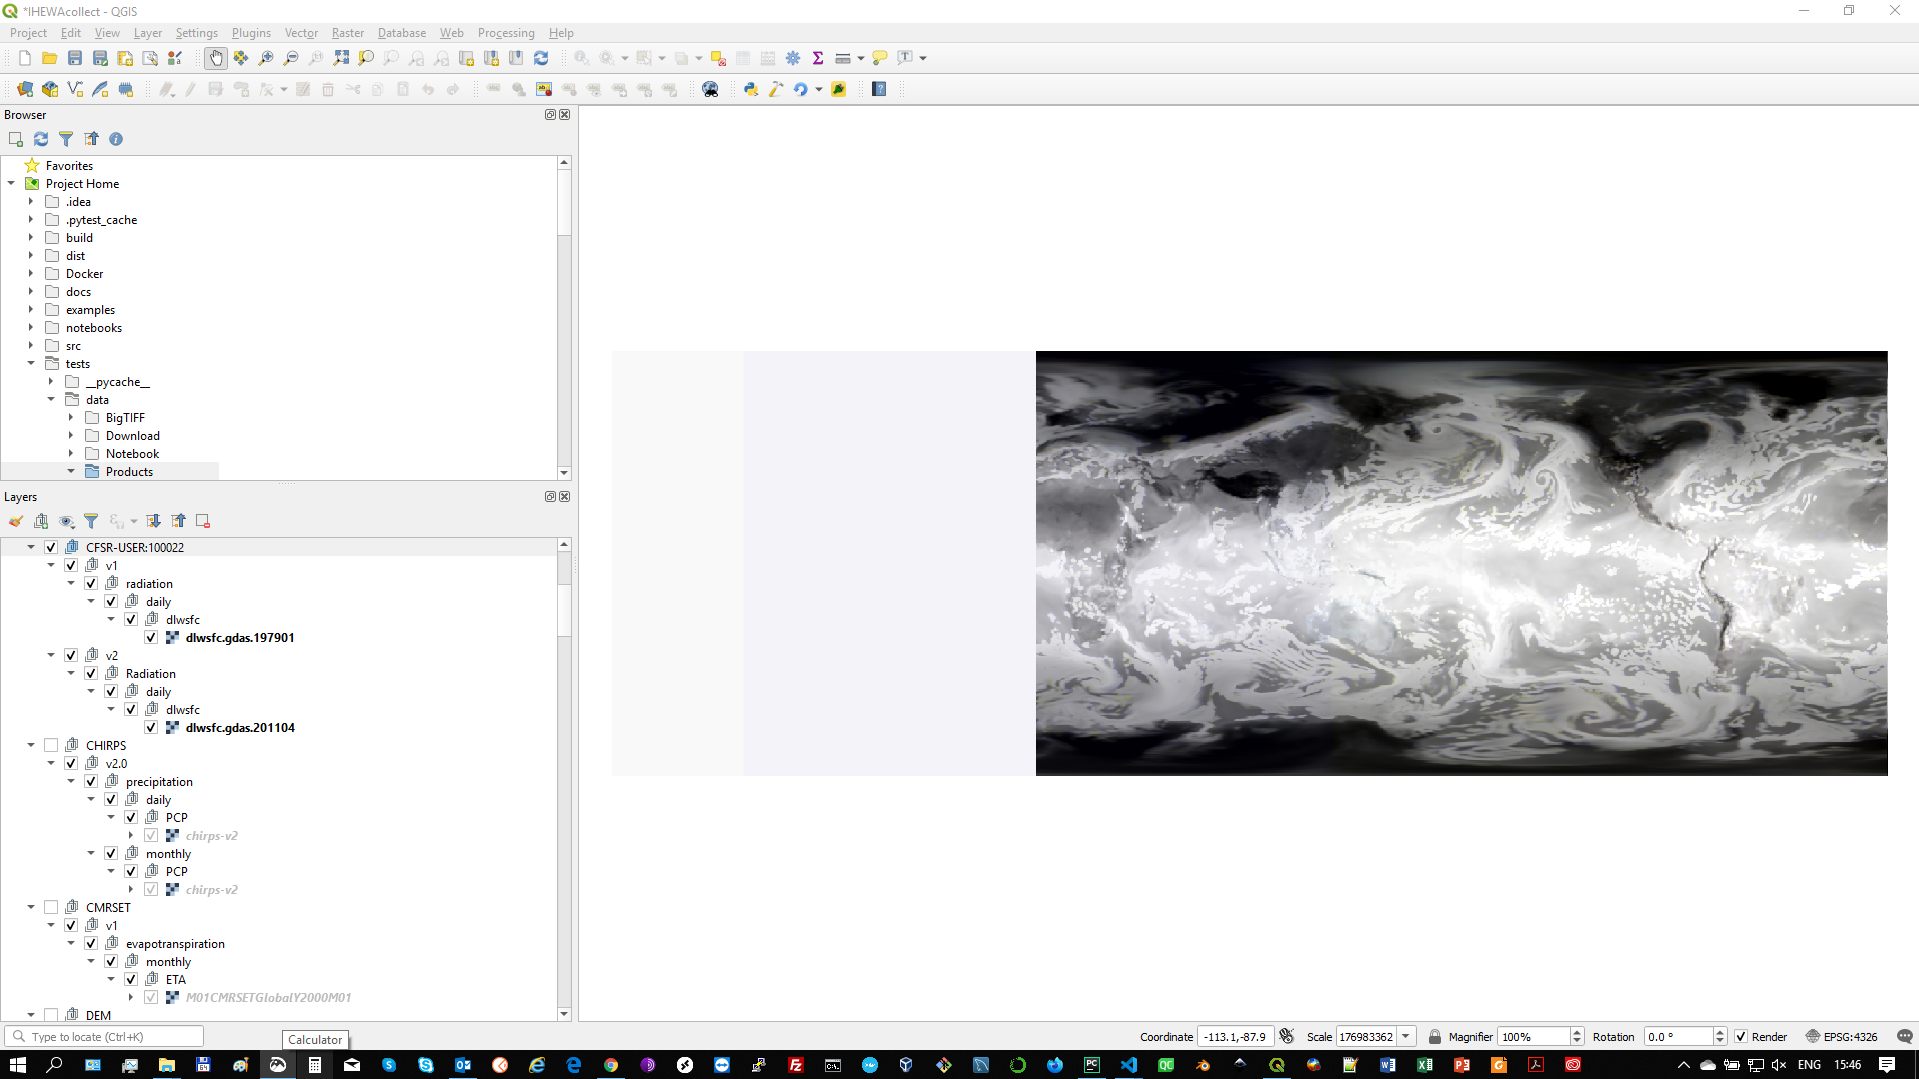 *IHEWAcollect - QGIS
Project Edit View Layer Settings Plugins Vector Raster Database Web Processing Help
Browser
Favorites
Project Home
.idea
.pytest_cache
build
dist
Docker
docs
examples
notebooks
src
tests
__pycache__
data
BigTIFF
Download
Notebook
Products
Layers
CFSR-USER:100022
v1
radiation
daily
dlwsfc
dlwsfc.gdas.197901
v2
Radiation
daily
dlwsfc
dlwsfc.gdas.201104
CHIRPS
v2.0
precipitation
daily
PCP
chirps-v2
monthly
PCP
chirps-v2
CMRSET
v1
evapotranspiration
monthly
ETA
M01CMRSETGlobalY2000M01
DEM
Type to locate (Ctrl+K)
Calculator
Coordinate -113.1,-87.9 Scale 176983362 Magnifier 100% Rotation 0.0 ° Render EPSG:4326
ENG 15:46